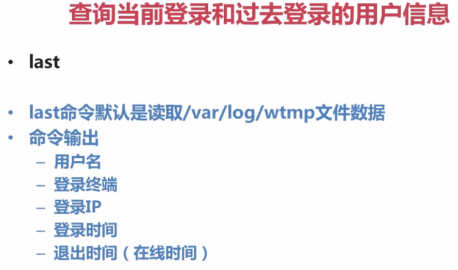 查询当前登录和过去登录的用户信息
• last
• last命令默认是读取/var/log/wtmp文件数据
• 命令输出
– 用户名
– 登录终端
– 登录IP
– 登录时间
– 退出时间（在线时间）